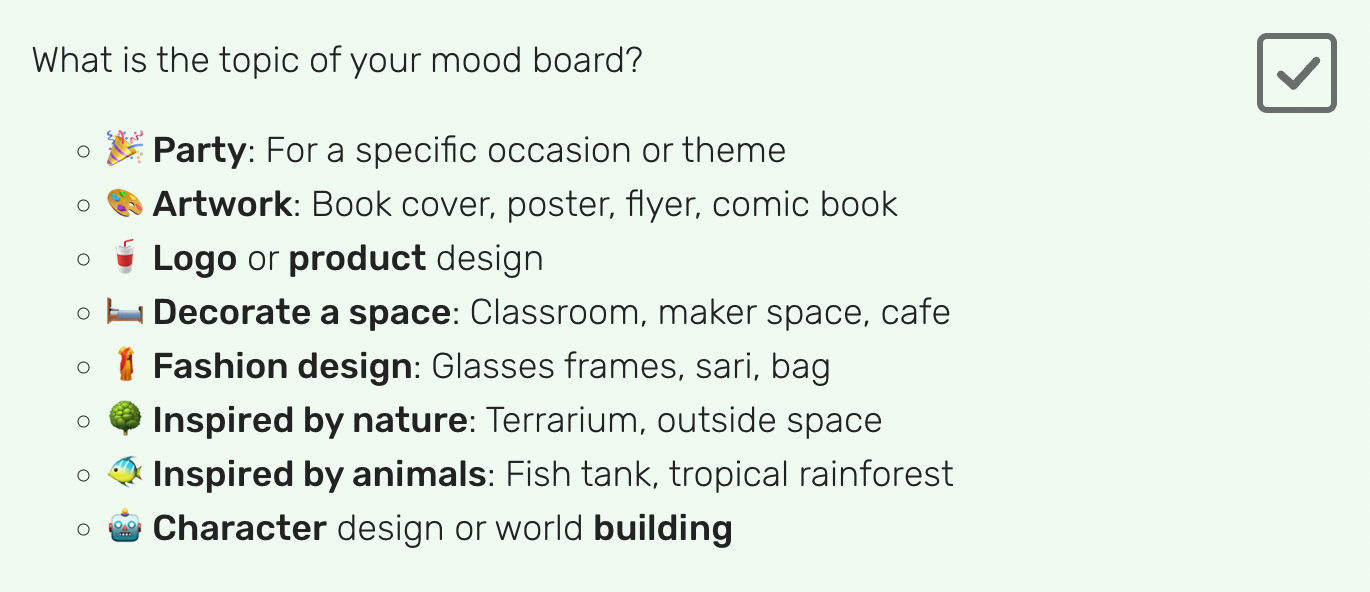 What is the topic of your mood board?
🎉 Party: For a specific occasion or theme
🎨 Artwork: Book cover, poster, flyer, comic book
🥤 Logo or product design
🛏️ Decorate a space: Classroom, maker space, cafe
🥻 Fashion design: Glasses frames, sari, bag
🌳 Inspired by nature: Terrarium, outside space
🐠 Inspired by animals: Fish tank, tropical rainforest
🤖 Character design or world building